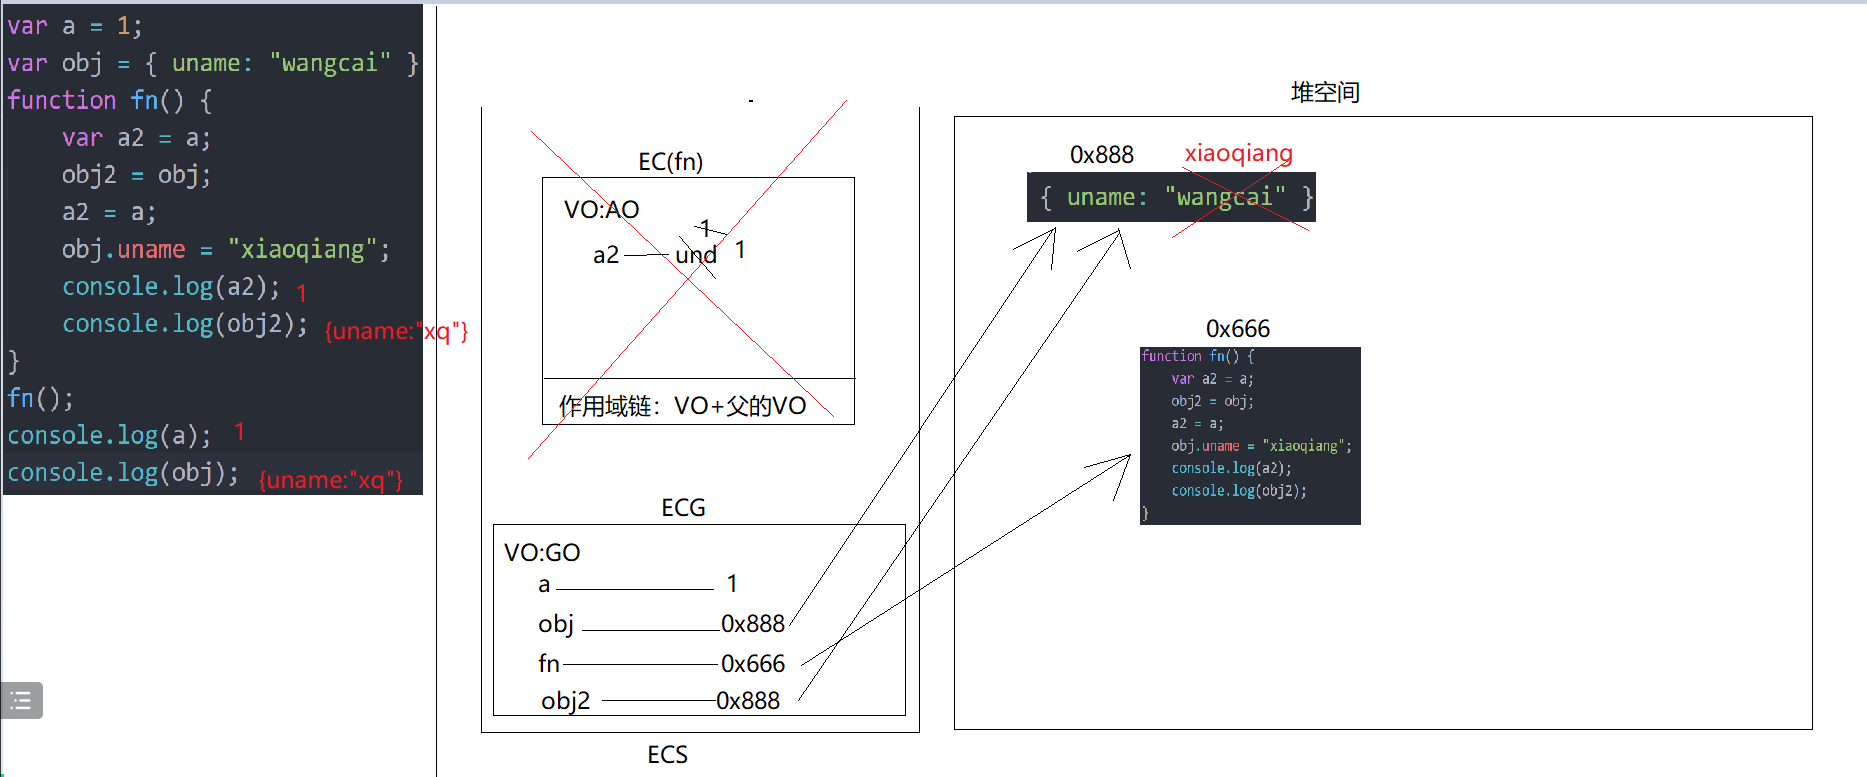 var a = 1;
var obj = { uname: "wangcai" }
function fn() {
var a2 = a;
obj2 = obj;
a2 = a;
obj.uname = "xiaoqiang";
console.log(a2); 1
console.log(obj2); {uname:"xq"}
}
fn();
console.log(a); 1
console.log(obj); {uname:"xq"}
EC(fn)
VO:AO
1
a2 und 1
作用域链：VO+父的VO
ECG
VO:GO
a 1
obj 0x888
fn 0x666
obj2 0x888
ECS
堆空间
0x888 xiaoqiang
{ uname: "wangcai" }
0x666
function fn() {
var a2 = a;
obj2 = obj;
a2 = a;
obj.uname = "xiaoqiang";
console.log(a2);
console.log(obj2);
}